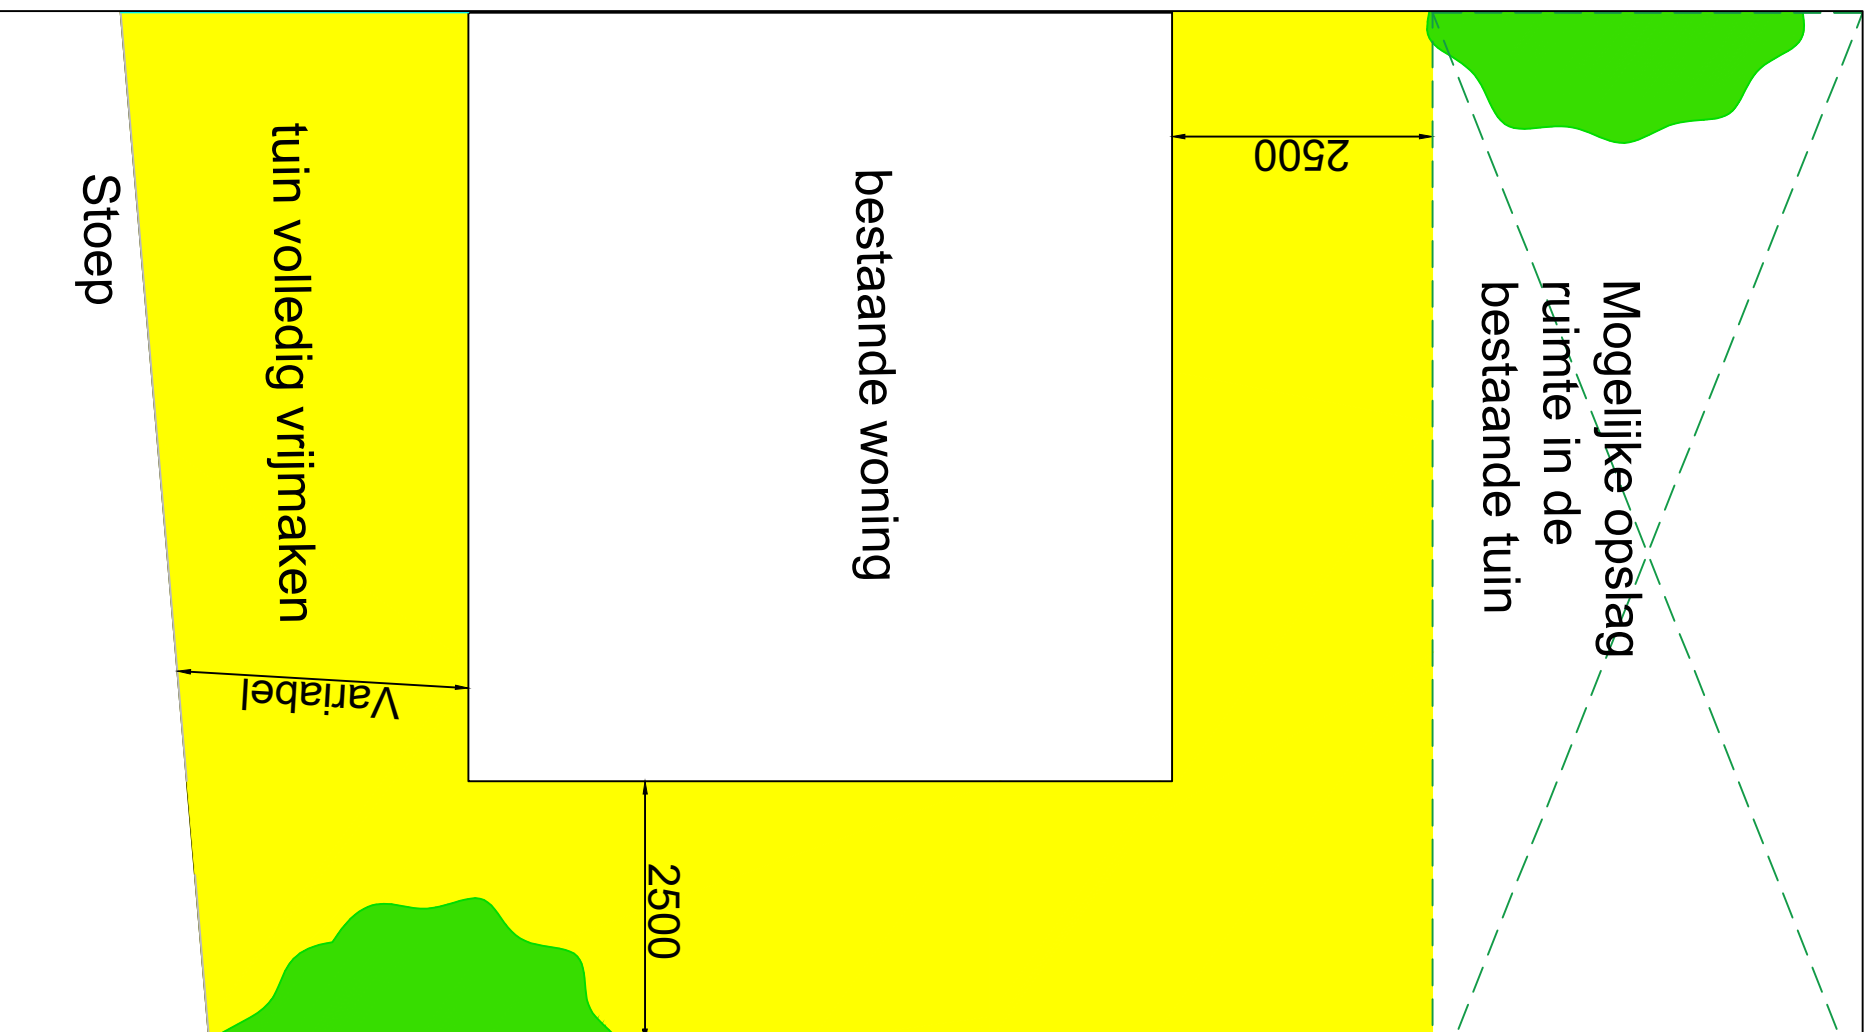 Stoep
tuin volledig vrijmaken
Variabel
bestaande woning
2500
2500
Mogelijke opslag
ruimte in de
bestaande tuin